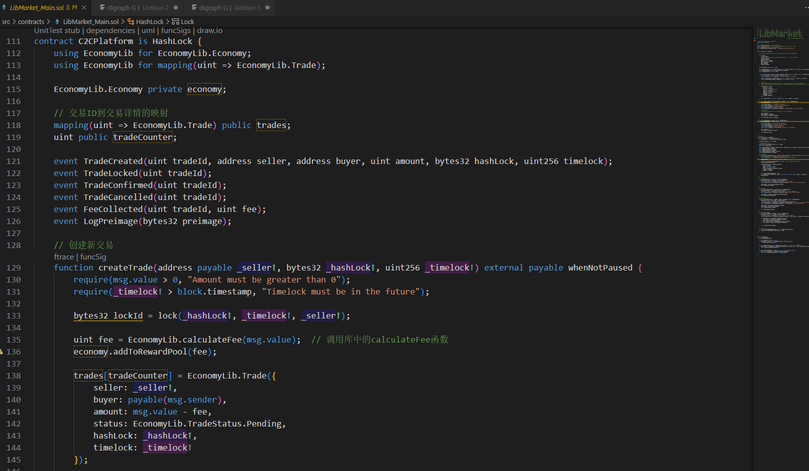 LibMarket_Main.sol 8, M
digraph G { Untitled-2
digraph G { Untitled-1
src > contracts > LibMarket_Main.sol > HashLock > Lock
UnitTest stub | dependencies | uml | funcSigs | draw.io
111 contract C2CPlatform is HashLock {
112 using EconomyLib for EconomyLib.Economy;
113 using EconomyLib for mapping(uint => EconomyLib.Trade);
114
115 EconomyLib.Economy private economy;
116
117 // 交易ID到交易详情的映射
118 mapping(uint => EconomyLib.Trade) public trades;
119 uint public tradeCounter;
120
121 event TradeCreated(uint tradeId, address seller, address buyer, uint amount, bytes32 hashLock, uint256 timelock);
122 event TradeLocked(uint tradeId);
123 event TradeConfirmed(uint tradeId);
124 event TradeCancelled(uint tradeId);
125 event FeeCollected(uint tradeId, uint fee);
126 event LogPreimage(bytes32 preimage);
127
128 // 创建新交易
ftrace | funcSig
129 function createTrade(address payable _seller↑, bytes32 _hashLock↑, uint256 _timelock↑) external payable whenNotPaused {
130 require(msg.value > 0, "Amount must be greater than 0");
131 require(_timelock↑ > block.timestamp, "Timelock must be in the future");
132
133 bytes32 lockId = lock(_hashLock↑, _timelock↑, _seller↑);
134
135 uint fee = EconomyLib.calculateFee(msg.value); // 调用库中的calculateFee函数
136 economy.addToRewardPool(fee);
137
138 trades[tradeCounter] = EconomyLib.Trade({
139 seller: _seller↑,
140 buyer: payable(msg.sender),
141 amount: msg.value - fee,
142 status: EconomyLib.TradeStatus.Pending,
143 hashLock: _hashLock↑,
144 timelock: _timelock↑
145 });
LibMarket